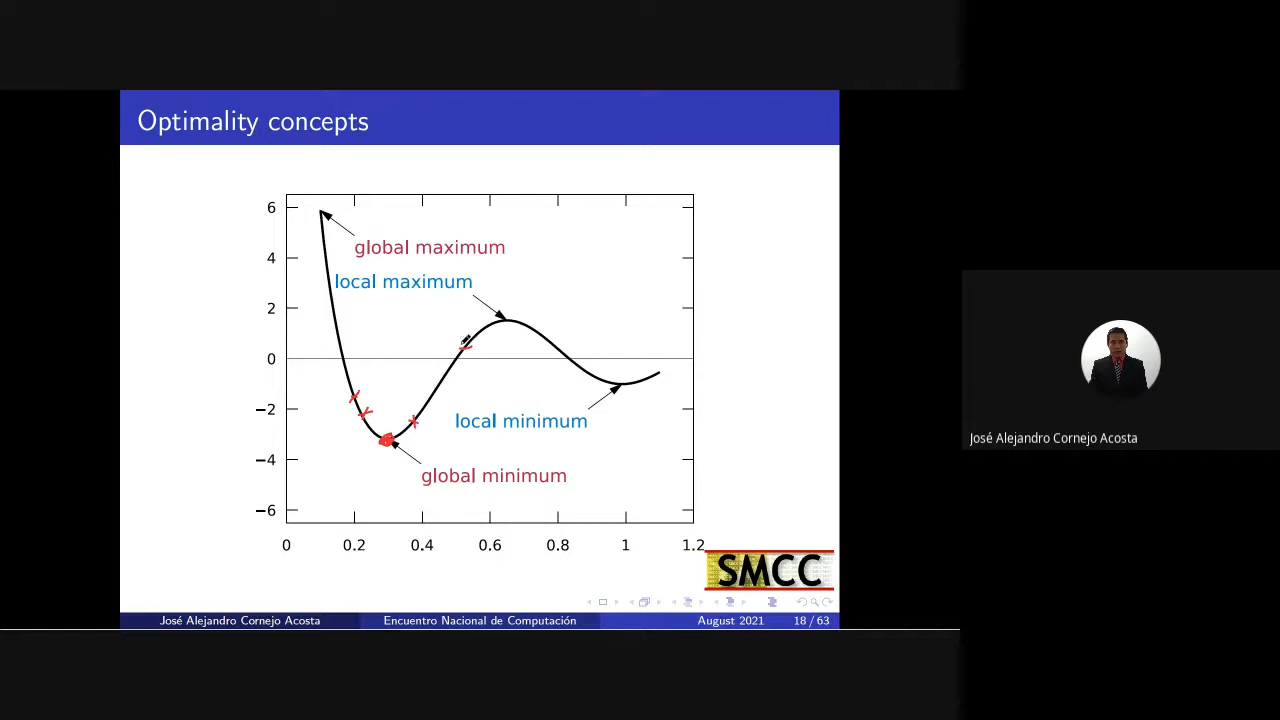 Optimality concepts
6
global maximum
4
local maximum
2
0
−2
local minimum
−4
global minimum
−6
0 0.2 0.4 0.6 0.8 1 1.2
SMCC
José Alejandro Cornejo Acosta Encuentro Nacional de Computación August 2021 18 / 63
José Alejandro Cornejo Acosta